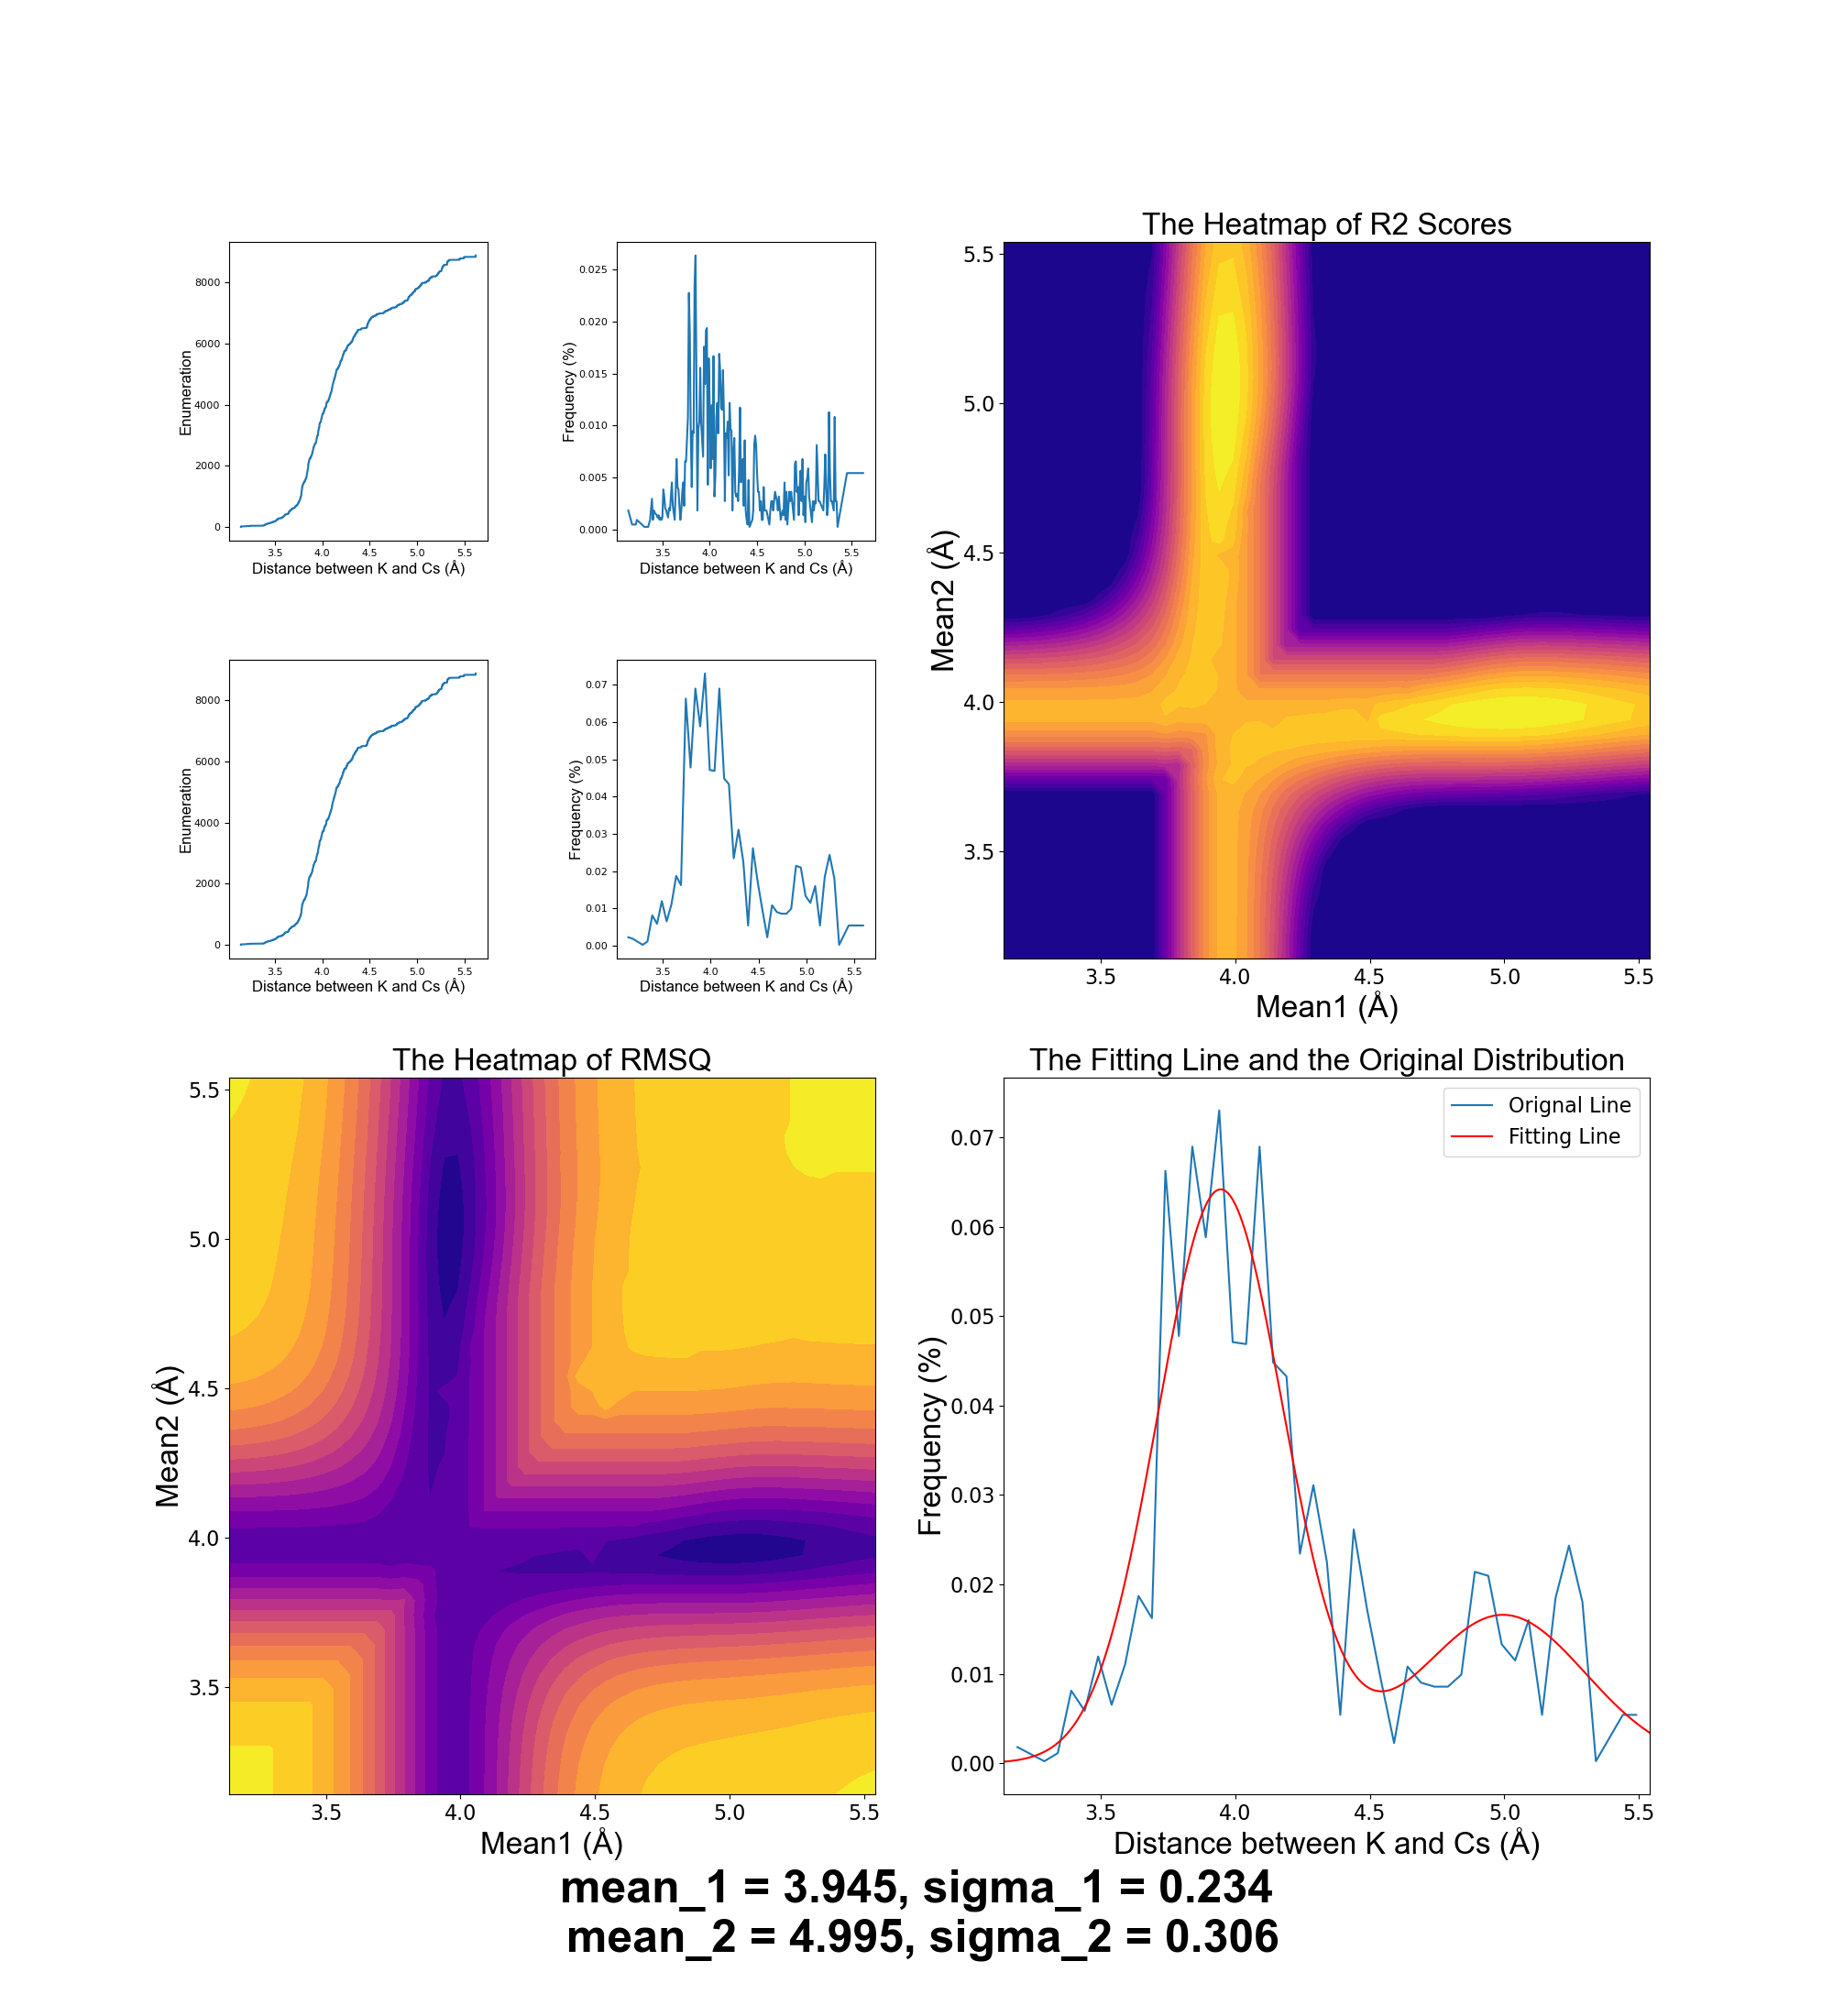 The Heatmap of R2 Scores
Enumeration
8000
6000
4000
2000
0
3.5 4.0 4.5 5.0 5.5
Distance between K and Cs (Å)
Frequency (%)
0.025
0.020
0.015
0.010
0.005
0.000
3.5 4.0 4.5 5.0 5.5
Distance between K and Cs (Å)
Mean2 (Å)
5.5
5.0
4.5
4.0
3.5
3.5 4.0 4.5 5.0 5.5
Mean1 (Å)
Enumeration
8000
6000
4000
2000
0
3.5 4.0 4.5 5.0 5.5
Distance between K and Cs (Å)
Frequency (%)
0.07
0.06
0.05
0.04
0.03
0.02
0.01
0.00
3.5 4.0 4.5 5.0 5.5
Distance between K and Cs (Å)
The Heatmap of RMSQ
Mean2 (Å)
5.5
5.0
4.5
4.0
3.5
3.5 4.0 4.5 5.0 5.5
Mean1 (Å)
The Fitting Line and the Original Distribution
Orignal Line
Fitting Line
Frequency (%)
0.07
0.06
0.05
0.04
0.03
0.02
0.01
0.00
3.5 4.0 4.5 5.0 5.5
Distance between K and Cs (Å)
mean_1 = 3.945, sigma_1 = 0.234
mean_2 = 4.995, sigma_2 = 0.306